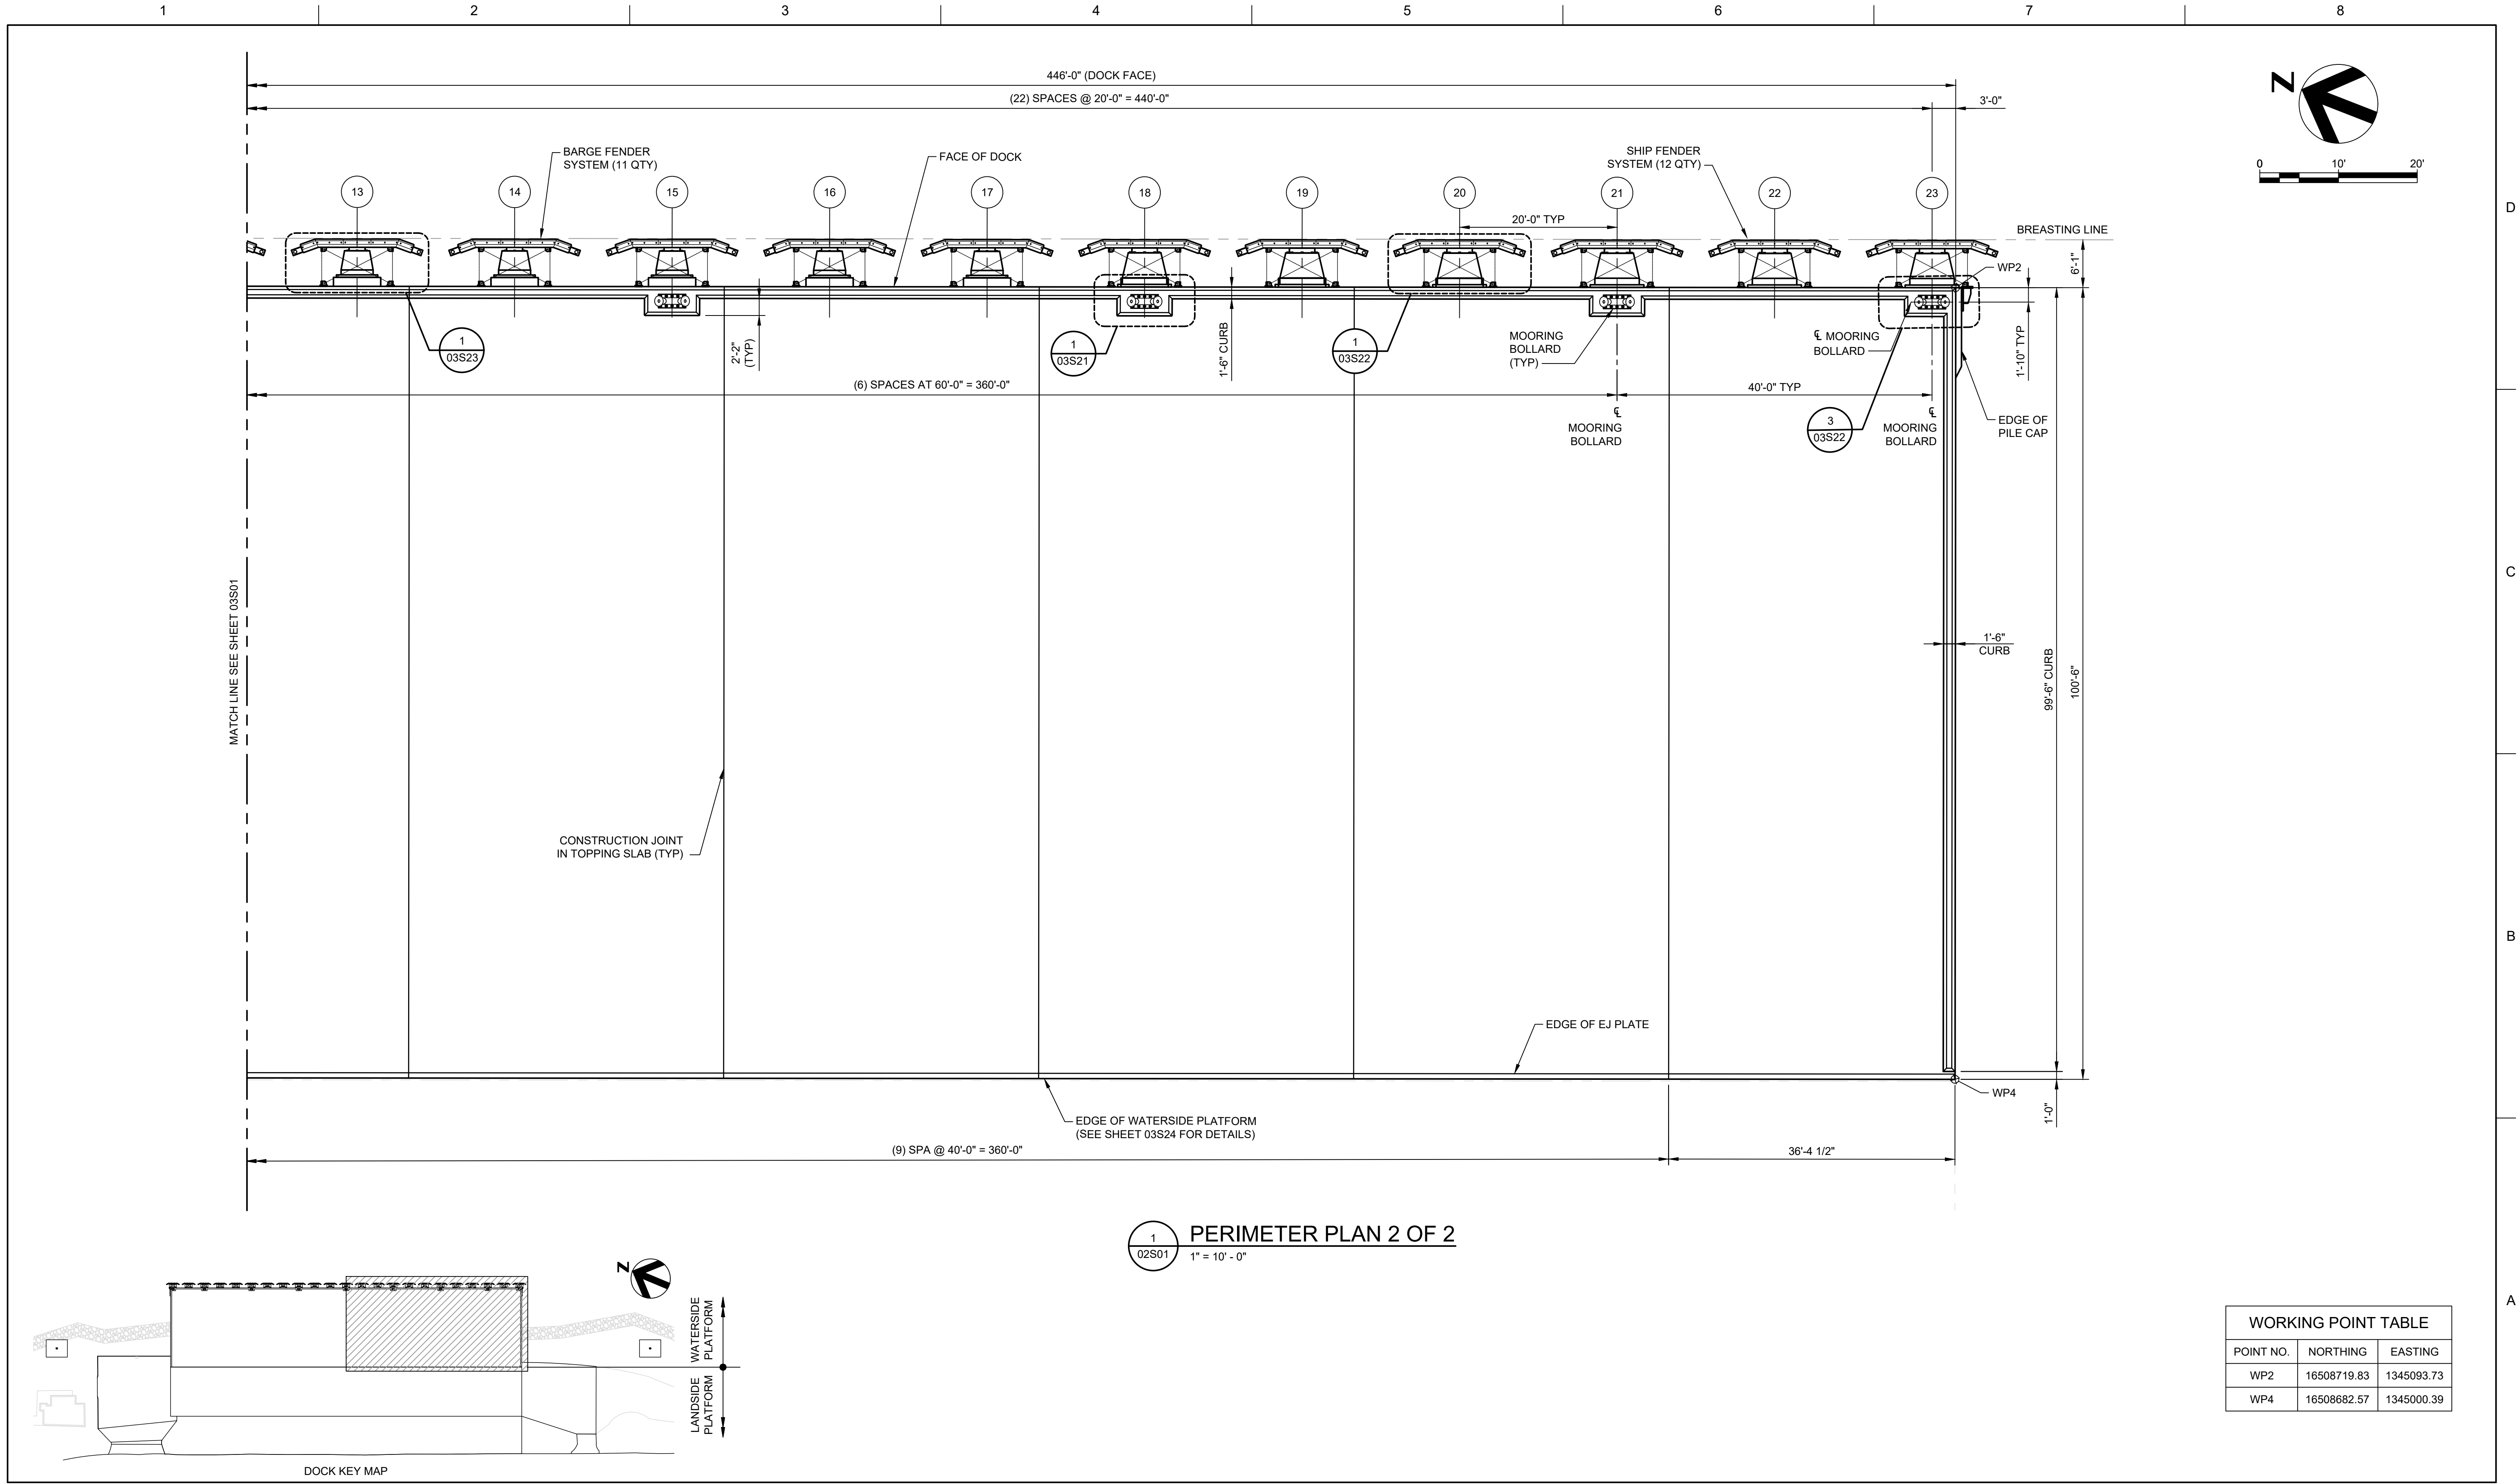 1
2
3
4
5
6
7
8
446'-0" (DOCK FACE)
(22) SPACES @ 20'-0" = 440'-0"
3'-0"
N
0
10'
20'
BARGE FENDER
SYSTEM (11 QTY)
FACE OF DOCK
SHIP FENDER
SYSTEM (12 QTY)
13
14
15
16
17
18
19
20
21
22
23
D
20'-0" TYP
BREASTING LINE
6'-1"
WP2
1
03S23
2'-2"
(TYP)
1
03S21
1'-6" CURB
1
03S22
MOORING
BOLLARD
(TYP)
℄ MOORING
BOLLARD
1'-10" TYP
(6) SPACES AT 60'-0" = 360'-0"
40'-0" TYP
℄
MOORING
BOLLARD
3
03S22
℄
MOORING
BOLLARD
EDGE OF
PILE CAP
C
MATCH LINE SEE SHEET 03S01
1'-6"
CURB
99'-6" CURB
100'-6"
CONSTRUCTION JOINT
IN TOPPING SLAB (TYP)
B
EDGE OF EJ PLATE
WP4
1'-0"
EDGE OF WATERSIDE PLATFORM
(SEE SHEET 03S24 FOR DETAILS)
(9) SPA @ 40'-0" = 360'-0"
36'-4 1/2"
1
02S01
PERIMETER PLAN 2 OF 2
1" = 10' - 0"
N
WATERSIDE
PLATFORM
LANDSIDE
PLATFORM
DOCK KEY MAP
A
WORKING POINT TABLE
POINT NO. NORTHING EASTING
WP2 16508719.83 1345093.73
WP4 16508682.57 1345000.39